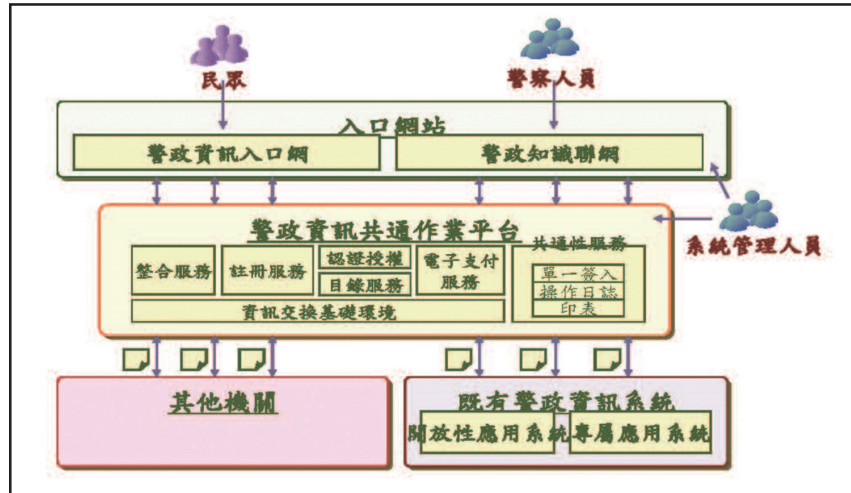 民眾
警察人員
入口網站
警政資訊入口網
警政知識聯網
系統管理人員
警政資訊共通作業平台
整合服務
註冊服務
認證授權
目錄服務
電子支付
服務
共通性服務
單一簽入
操作日誌
印表
資訊交換基礎環境
其他機關
既有警政資訊系統
開放性應用系統
專屬應用系統